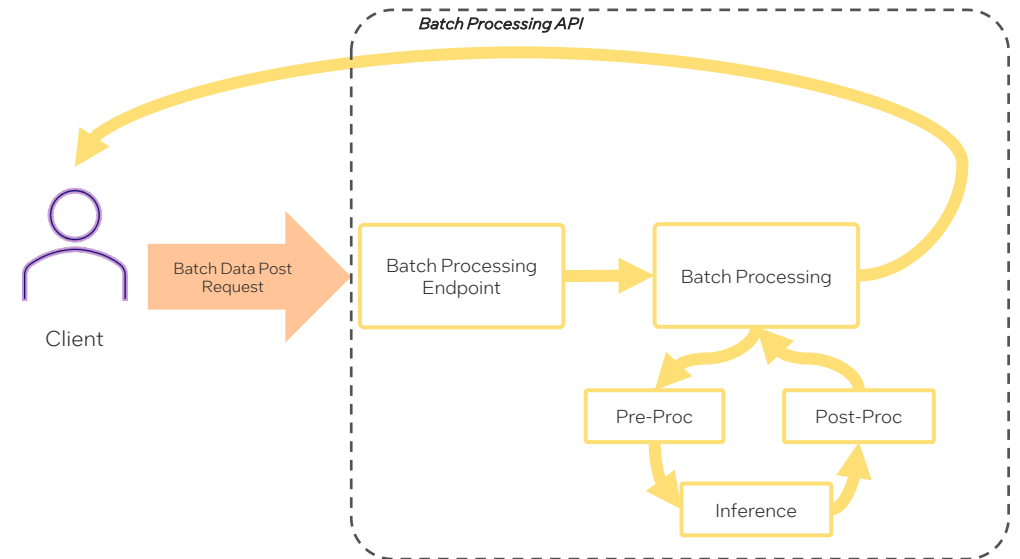 Batch Processing API
Batch Data Post
Request
Batch Processing
Endpoint
Batch Processing
Client
Pre-Proc
Post-Proc
Inference